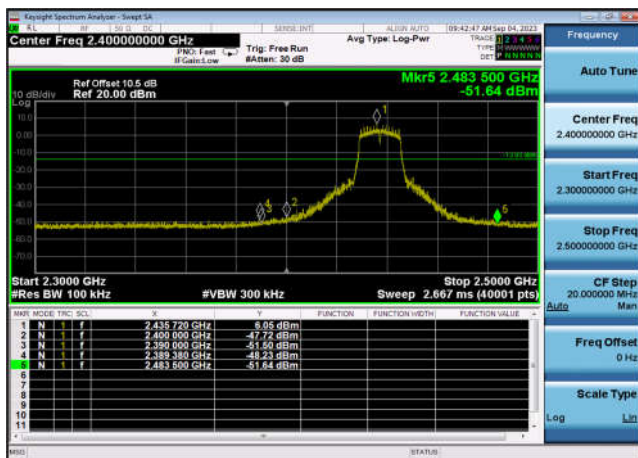 Keysight Spectrum Analyzer - Swept SA
RL RF 50 Ω DC SENSE:INT ALIGN AUTO 09:42:47 AM Sep 04, 2023
Center Freq 2.400000000 GHz
PNO: Fast
IFGain:Low
Trig: Free Run
#Atten: 30 dB
Avg Type: Log-Pwr
TRACE 1 2 3 4 5 6
TYPE M W W W W W
DET P N N N N N
Ref Offset 10.5 dB
Ref 20.00 dBm
10 dB/div
Log
Mkr5 2.483 500 GHz
-51.64 dBm
10.0
0.00
-10.0
-20.0
-30.0
-40.0
-50.0
-60.0
-70.0
1
2
4
5
Start 2.3000 GHz
Stop 2.5000 GHz
#Res BW 100 kHz
#VBW 300 kHz
Sweep 2.667 ms (40001 pts)
MKR MODE TRC SCL X Y FUNCTION FUNCTION WIDTH FUNCTION VALUE
1 N 1 f 2.435 720 GHz 6.05 dBm
2 N 1 f 2.400 000 GHz -47.72 dBm
3 N 1 f 2.390 000 GHz -51.50 dBm
4 N 1 f 2.389 380 GHz -48.23 dBm
5 N 1 f 2.483 500 GHz -51.64 dBm
6
7
8
9
10
11
MSG
STATUS
Frequency
Auto Tune
Center Freq
2.400000000 GHz
Start Freq
2.300000000 GHz
Stop Freq
2.500000000 GHz
CF Step
20.000000 MHz
Auto Man
Freq Offset
0 Hz
Scale Type
Log Lin